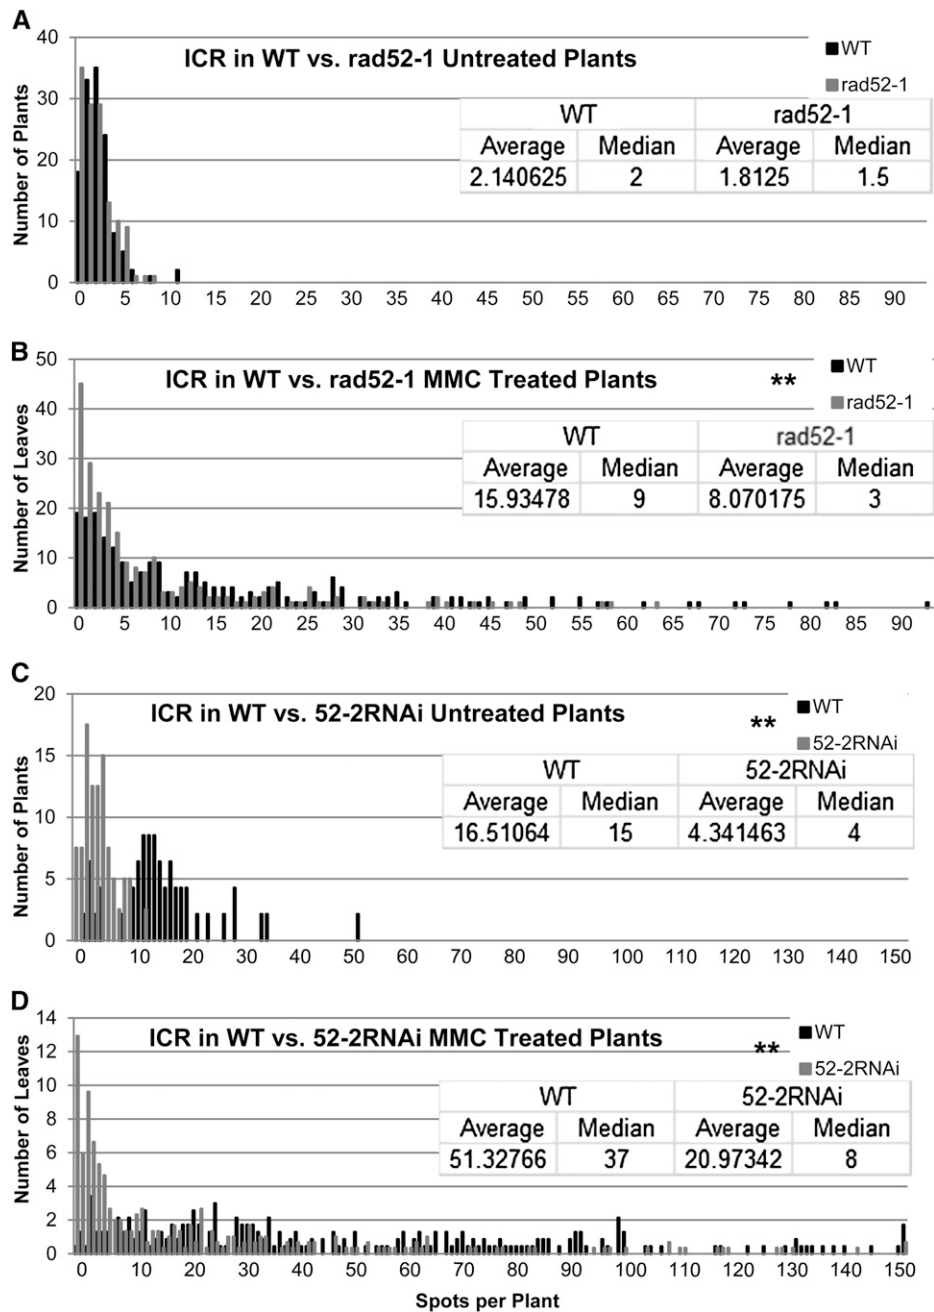 A
ICR in WT vs. rad52-1 Untreated Plants
WT
rad52-1
Number of Plants
40
30
20
10
0
WT rad52-1
Average Median Average Median
2.140625 2 1.8125 1.5
0 5 10 15 20 25 30 35 40 45 50 55 60 65 70 75 80 85 90
B
ICR in WT vs. rad52-1 MMC Treated Plants
**
WT
rad52-1
Number of Leaves
50
40
30
20
10
0
WT rad52-1
Average Median Average Median
15.93478 9 8.070175 3
0 5 10 15 20 25 30 35 40 45 50 55 60 65 70 75 80 85 90
C
ICR in WT vs. 52-2RNAi Untreated Plants
**
WT
52-2RNAi
Number of Plants
20
15
10
5
0
WT 52-2RNAi
Average Median Average Median
16.51064 15 4.341463 4
0 10 20 30 40 50 60 70 80 90 100 110 120 130 140 150
D
ICR in WT vs. 52-2RNAi MMC Treated Plant
**
WT
52-2RNAi
Number of Leaves
14
12
10
8
6
4
2
0
WT 52-2RNAi
Average Median Average Median
51.32766 37 20.97342 8
0 10 20 30 40 50 60 70 80 90 100 110 120 130 140 150
Spots per Plant